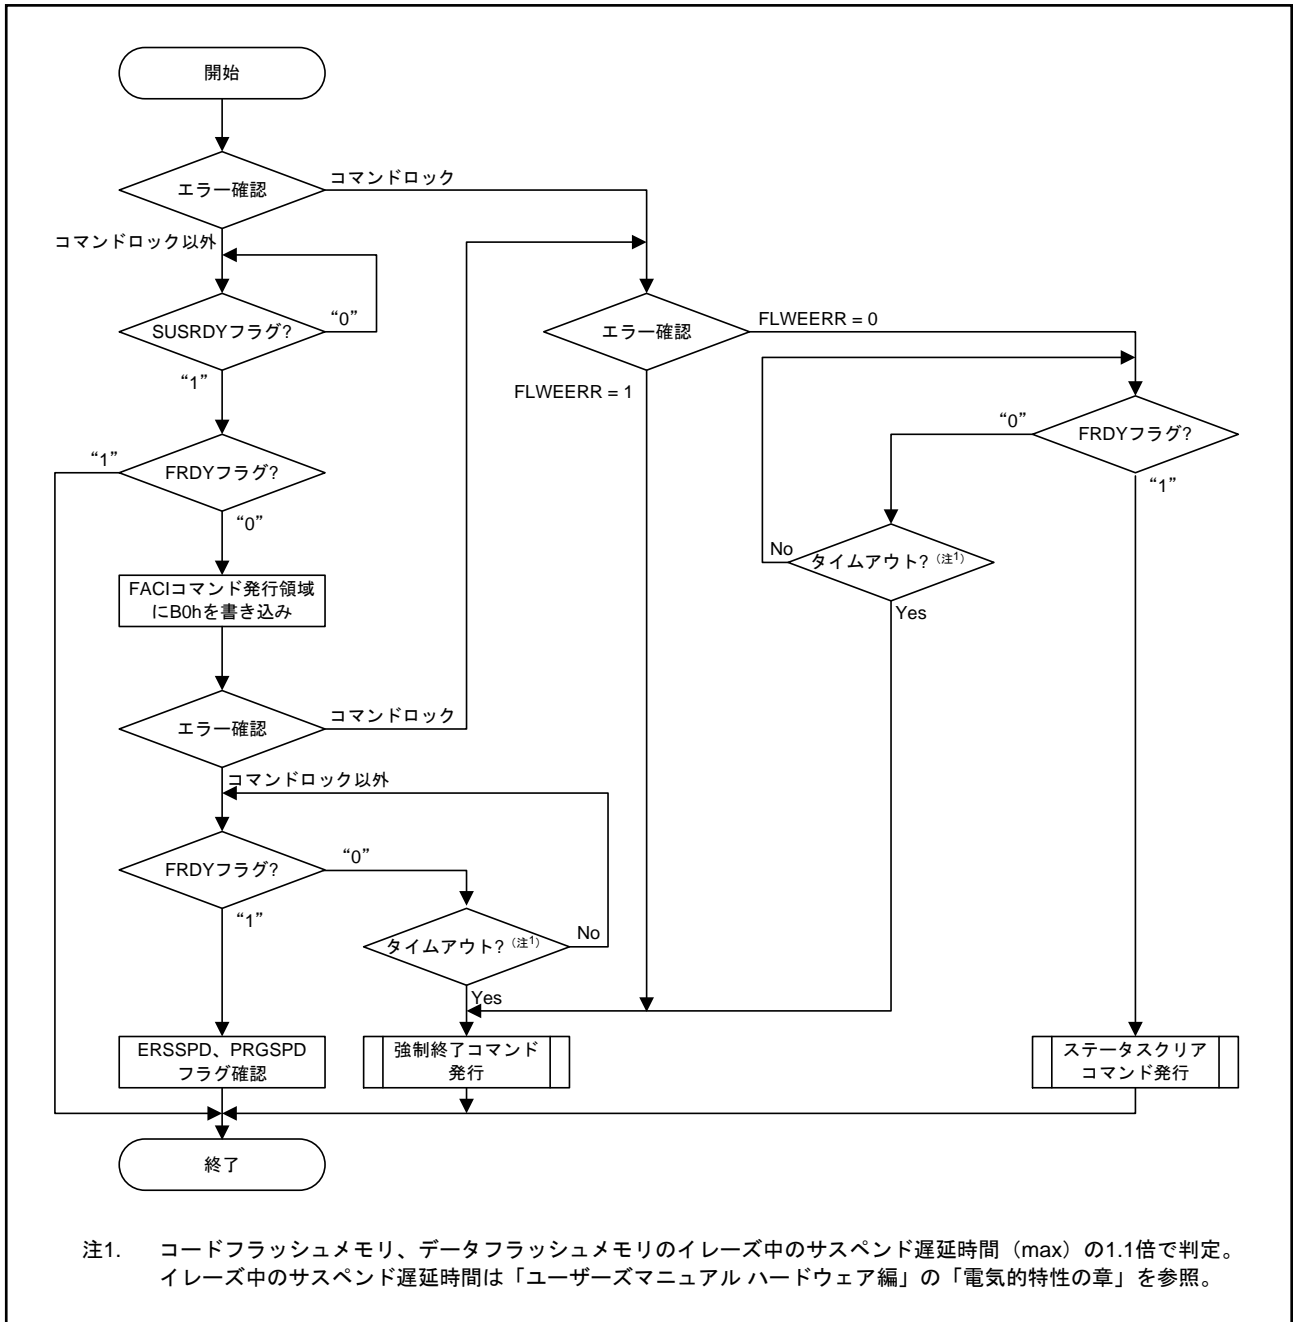 開始
エラー確認
コマンドロック
コマンドロック以外
SUSRDYフラグ?
“0”
“1”
エラー確認
FLWEERR = 0
FLWEERR = 1
FRDYフラグ?
“0”
“1”
タイムアウト?（注1）
No
Yes
FRDYフラグ?
“1”
“0”
FACIコマンド発行領域
にB0hを書き込み
エラー確認
コマンドロック
コマンドロック以外
FRDYフラグ?
“0”
“1”
タイムアウト?（注1）
No
Yes
ERSSPD、PRGSPD
フラグ確認
強制終了コマンド
発行
ステータスクリア
コマンド発行
終了
注1. コードフラッシュメモリ、データフラッシュメモリのイレーズ中のサスペンド遅延時間（max）の1.1倍で判定。
イレーズ中のサスペンド遅延時間は「ユーザーズマニュアル ハードウェア編」の「電気的特性の章」を参照。